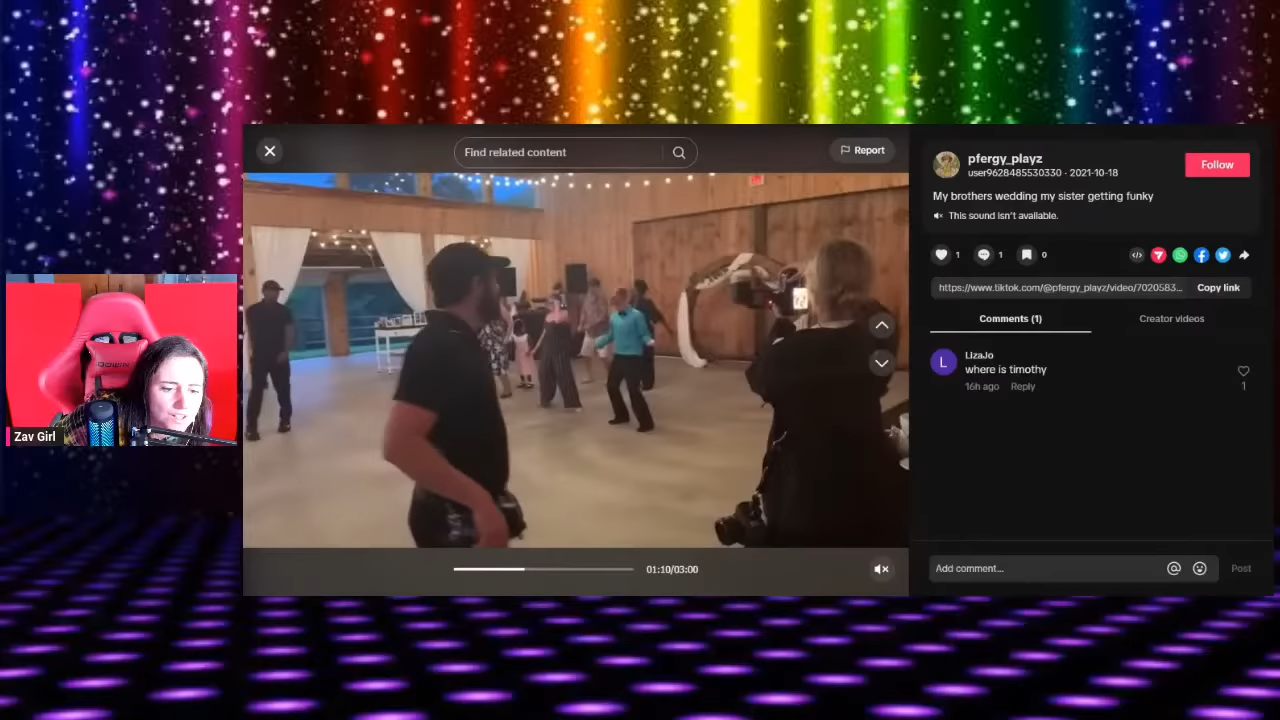 Find related content
Report
pfergy_playz
user9628485530330 · 2021-10-18
Follow
My brothers wedding my sister getting funky
This sound isn't available.
1
1
0
https://www.tiktok.com/@pfergy_playz/video/7020583...
Copy link
Comments (1)
Creator videos
L
LizaJo
where is timothy
16h ago Reply
1
Zav Girl
01:10/03:00
Add comment...
Post